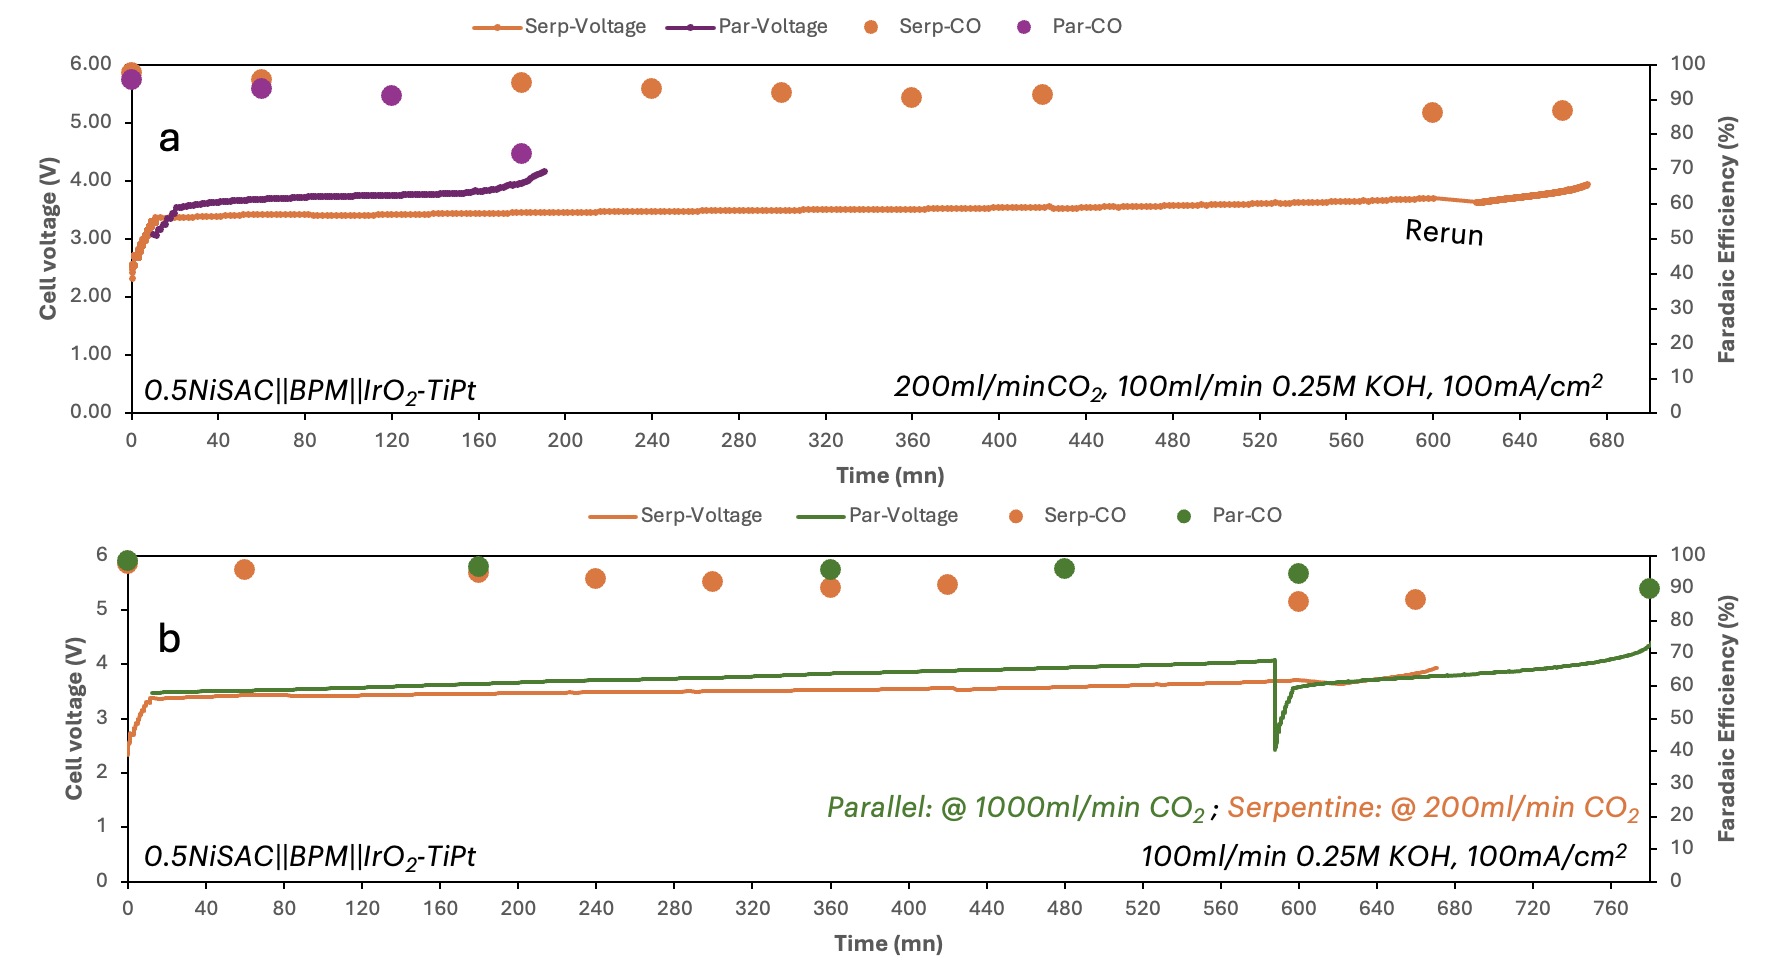 Serp-Voltage Par-Voltage Serp-CO Par-CO
6.00 5.00 4.00 3.00 2.00 1.00 0.00
Cell voltage (V)
a
Rerun
0.5NiSAC||BPM||IrO₂-TiPt
200ml/minCO₂, 100ml/min 0.25M KOH, 100mA/cm²
100 90 80 70 60 50 40 30 20 10 0
Faradaic Efficiency (%)
0 40 80 120 160 200 240 280 320 360 400 440 480 520 560 600 640 680
Time (mn)
Serp-Voltage Par-Voltage Serp-CO Par-CO
6 5 4 3 2 1 0
Cell voltage (V)
b
Parallel: @ 1000ml/min CO₂ ; Serpentine: @ 200ml/min CO₂
0.5NiSAC||BPM||IrO₂-TiPt
100ml/min 0.25M KOH, 100mA/cm²
100 90 80 70 60 50 40 30 20 10 0
Faradaic Efficiency (%)
0 40 80 120 160 200 240 280 320 360 400 440 480 520 560 600 640 680 720 760
Time (mn)